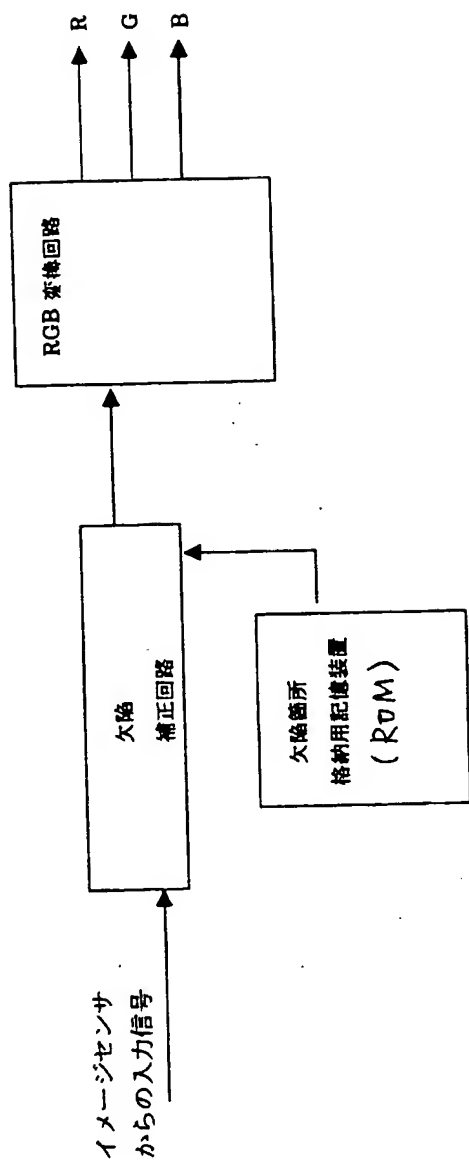 イメージセンサ
からの入力信号
欠陥
補正回路
欠陥箇所
格納用記憶装置
(ROM)
RGB 変換回路
R
G
B